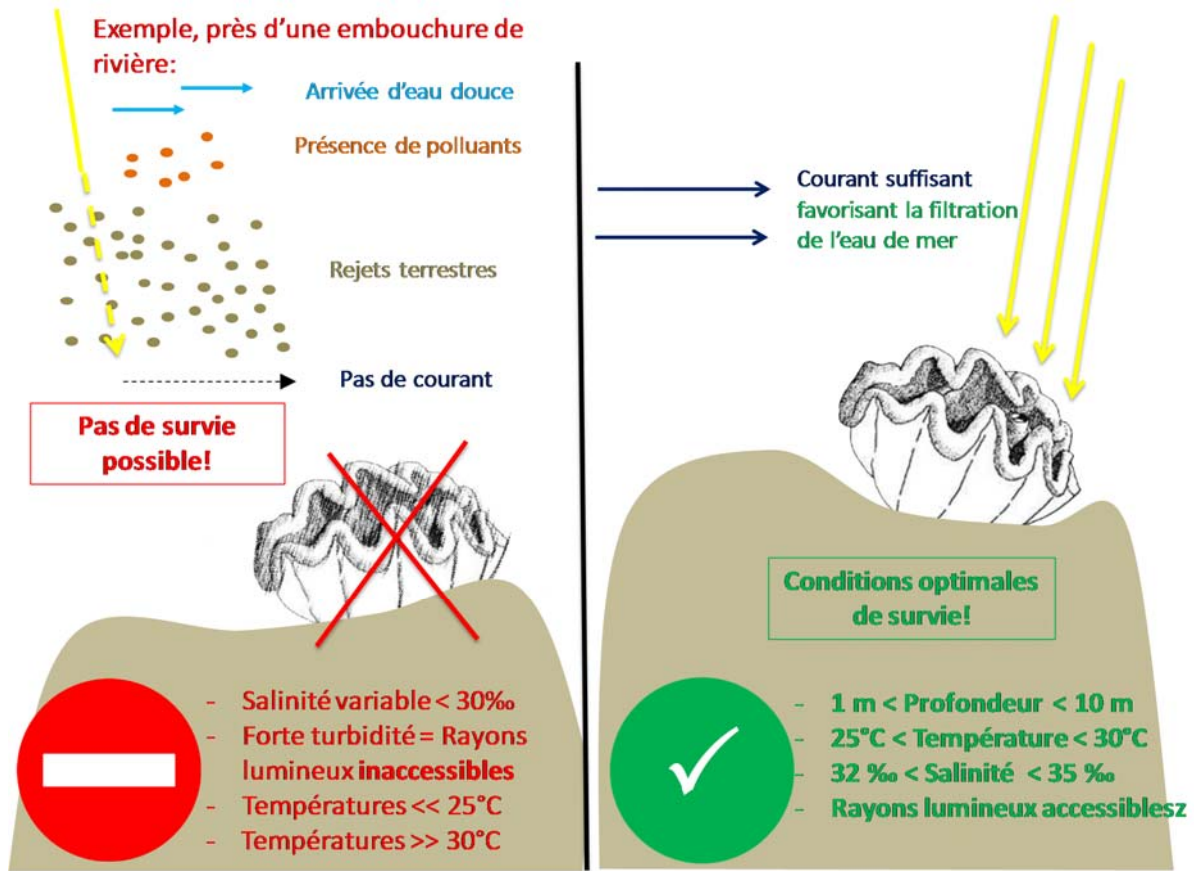 Exemple, près d'une embouchure de
rivière:
Arrivée d'eau douce
Présence de polluants
Rejets terrestres
Pas de courant
Pas de survie
possible!
- Salinité variable < 30‰
- Forte turbidité = Rayons
lumineux inaccessibles
- Températures << 25°C
- Températures >> 30°C
Courant suffisant
favorisant la filtration
de l'eau de mer
Conditions optimales
de survie!
- 1 m < Profondeur < 10 m
- 25°C < Température < 30°C
- 32 ‰ < Salinité < 35 ‰
- Rayons lumineux accessiblesz